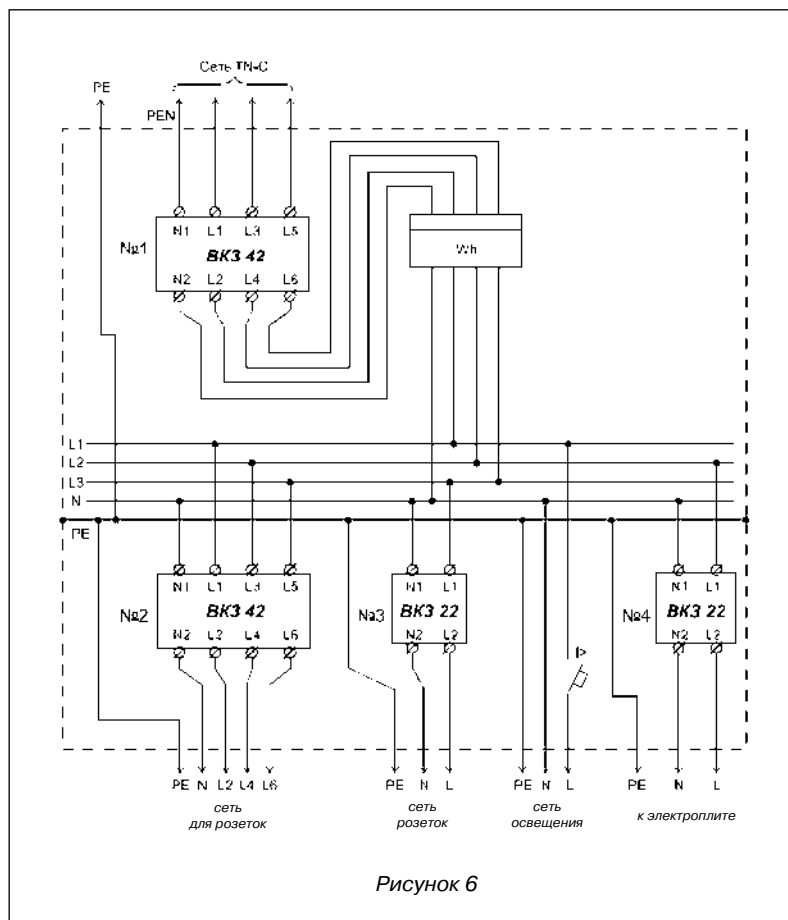 Сеть TN-C
PE
PEN
N1 L1 L3 L5
№1
ВКЗ 42
N2 L2 L4 L6
Wh
L1
L2
L3
N
PE
N1 L1 L3 L5
№2
ВКЗ 42
N2 L2 L4 L6
N1 L1
№3
ВКЗ 22
N2 L2
N1 L1
№4
ВКЗ 22
N2 L2
PE N L2 L4 L6
сеть
для розеток
PE N L
сеть
розеток
PE N L
сеть
освещения
PE N L
к электроплите
Рисунок 6